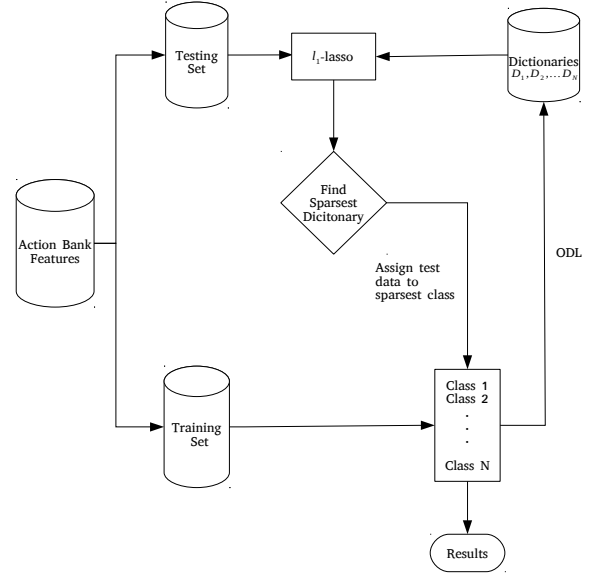 Testing
Set
l₁-lasso
Dictionaries
D₁,D₂,...D_N
Find
Sparsest
Dicitonary
Action Bank
Features
ODL
Assign test
data to
sparsest class
Training
Set
Class 1
Class 2
.
.
.
Class N
Results